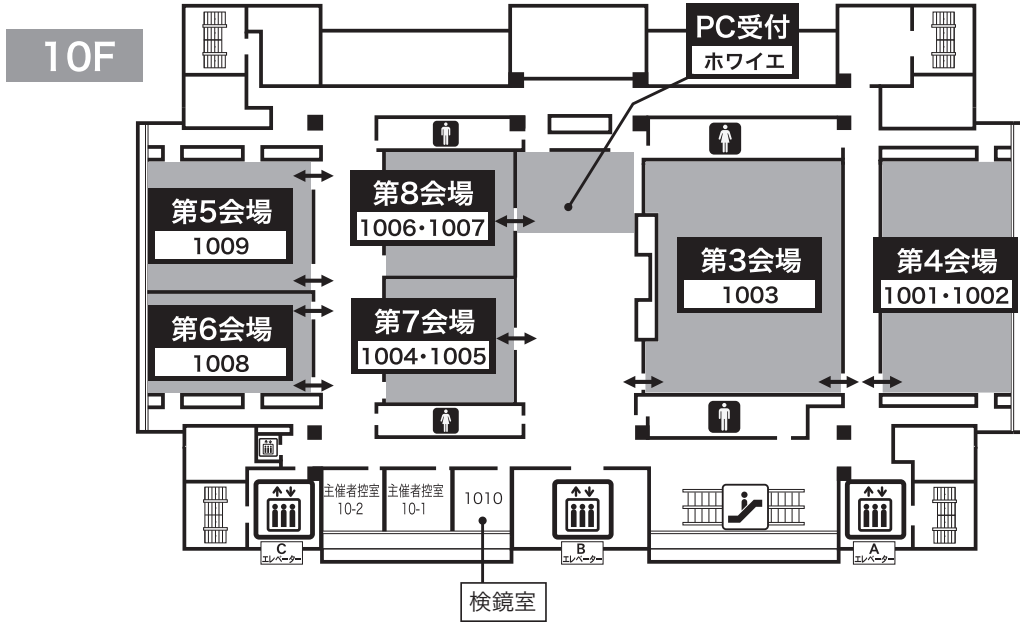 10F
PC受付
ホワイエ
第5会場
1009
第8会場
1006・1007
第3会場
1003
第4会場
1001・1002
第6会場
1008
第7会場
1004・1005
主催者控室
10-2
主催者控室
10-1
1010
C
エレベーター
B
エレベーター
A
エレベーター
検鏡室